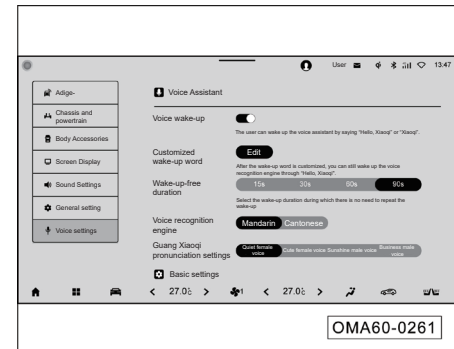 User 13:47
Adige-
Chassis and
powertrain
Body Accessories
Screen Display
Sound Settings
General setting
Voice settings
Voice Assistant
Voice wake-up
The user can wake up the voice assistant by saying "Hello, Xiaoqi" or "Xiaoqi".
Customized
wake-up word
Edit
After the wake-up word is customized, you can still wake up the voice
recognition engine through "Hello, Xiaoqi".
Wake-up-free
duration
15s 30s 60s 90s
Select the wake-up duration during which there is no need to repeat the
wake-up
Voice recognition
engine
Mandarin Cantonese
Guang Xiaoqi
pronunciation settings
Quiet female
voice
Cute female voice Sunshine male voice
Business male
voice
Basic settings
27.0 1 27.0
OMA60-0261